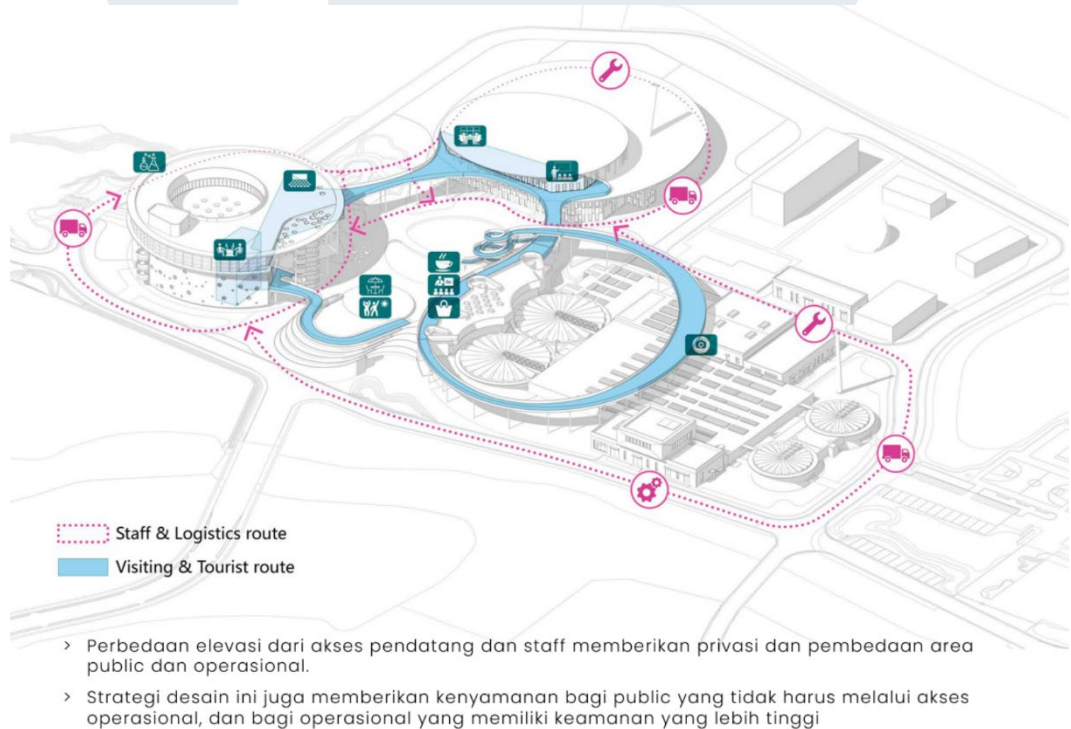 Staff & Logistics route
Visiting & Tourist route
> Perbedaan elevasi dari akses pendatang dan staff memberikan privasi dan pembedaan area
public dan operasional.
> Strategi desain ini juga memberikan kenyamanan bagi public yang tidak harus melalui akses
operasional, dan bagi operasional yang memiliki keamanan yang lebih tinggi